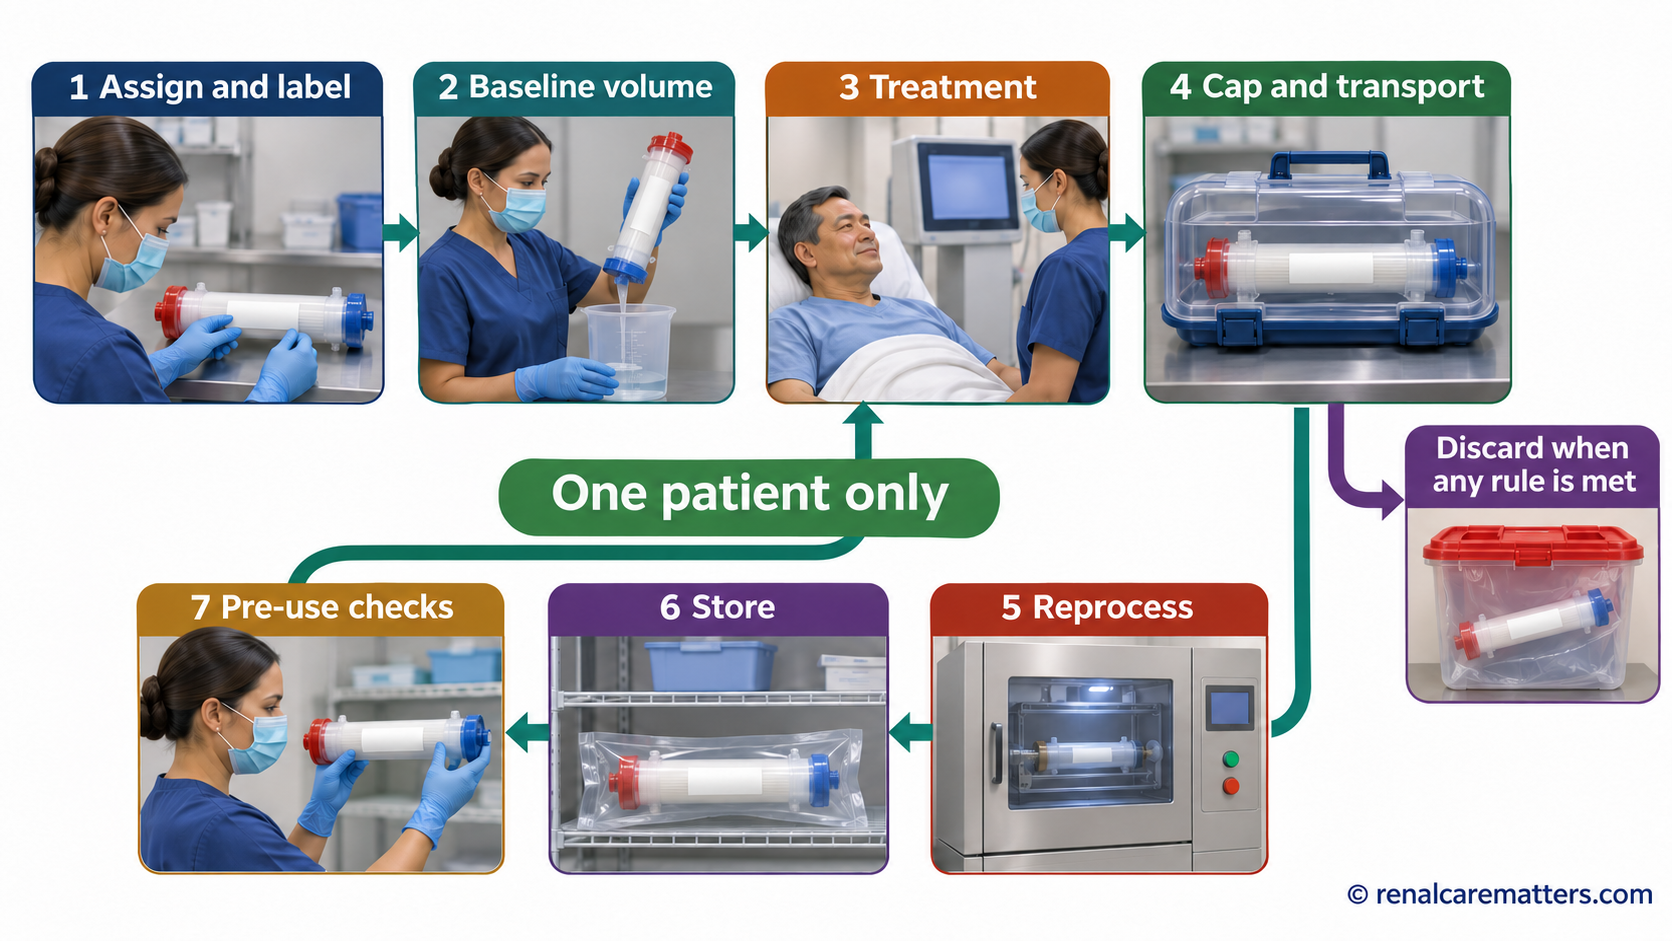 1 Assign and label
2 Baseline volume
3 Treatment
4 Cap and transport
Discard when
any rule is met
One patient only
7 Pre-use checks
6 Store
5 Reprocess
© renalcarematters.com